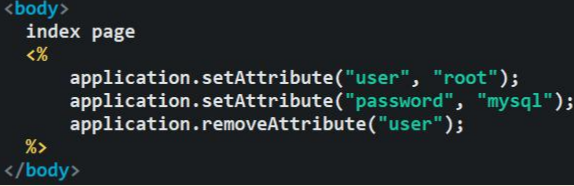 <body>
index page
<%
application.setAttribute("user", "root");
application.setAttribute("password", "mysql");
application.removeAttribute("user");
%>
</body>